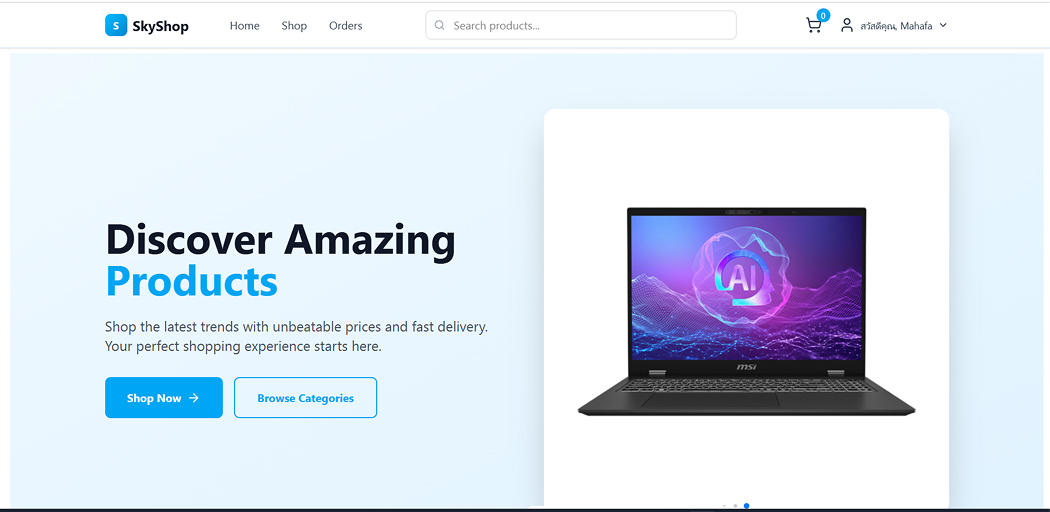 S SkyShop Home Shop Orders Search products... 0 สวัสดีคุณ, Mahafa
Discover Amazing
Products
Shop the latest trends with unbeatable prices and fast delivery.
Your perfect shopping experience starts here.
Shop Now
Browse Categories
AI
msi